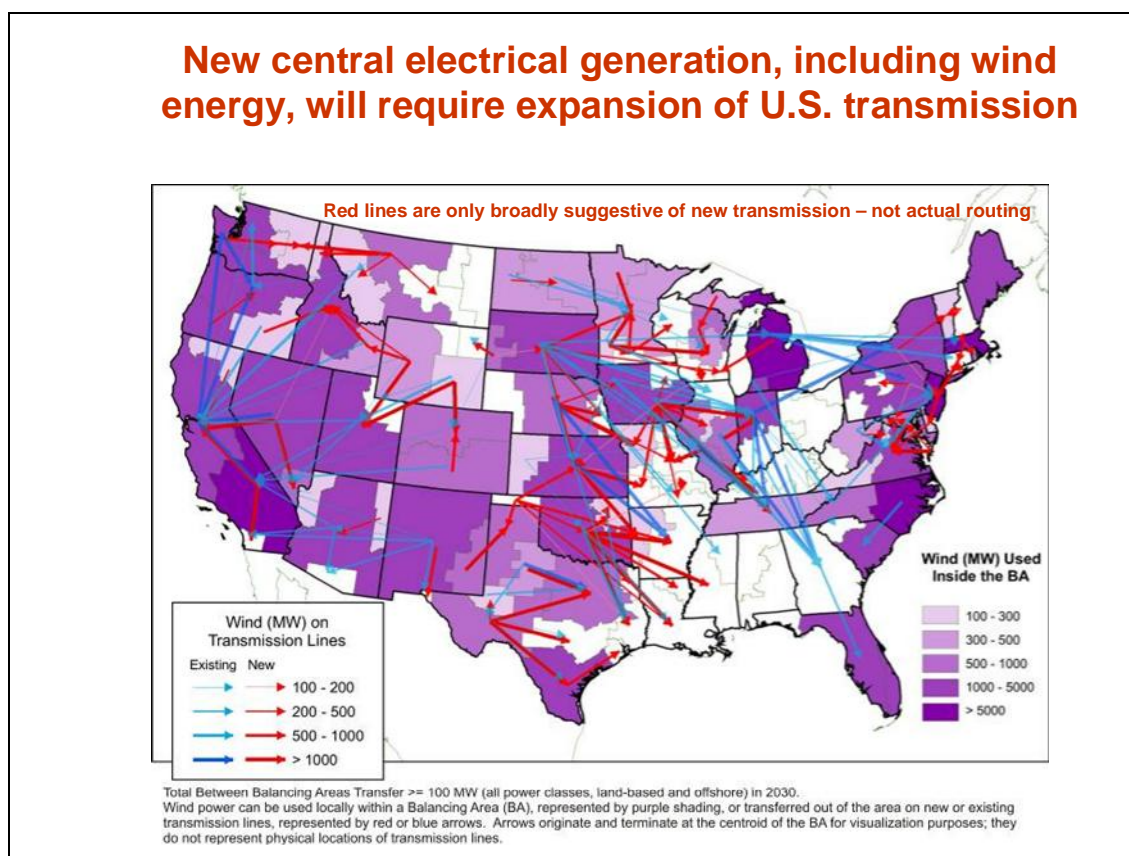 New central electrical generation, including wind
energy, will require expansion of U.S. transmission
Red lines are only broadly suggestive of new transmission – not actual routing
Wind (MW) Used
Inside the BA
100 - 300
300 - 500
500 - 1000
1000 - 5000
> 5000
Wind (MW) on
Transmission Lines
Existing New
100 - 200
200 - 500
500 - 1000
> 1000
Total Between Balancing Areas Transfer >= 100 MW (all power classes, land-based and offshore) in 2030.
Wind power can be used locally within a Balancing Area (BA), represented by purple shading, or transferred out of the area on new or existing
transmission lines, represented by red or blue arrows. Arrows originate and terminate at the centroid of the BA for visualization purposes; they
do not represent physical locations of transmission lines.